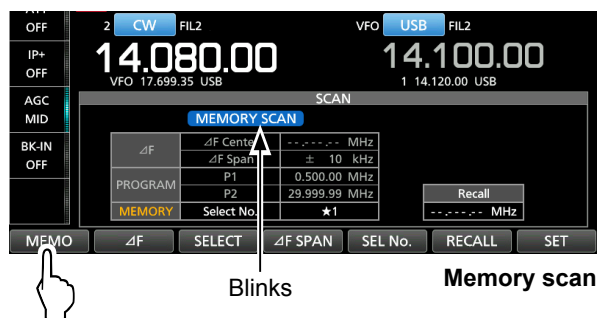 OFF
2 CW FIL2 VFO USB FIL2
IP+
OFF
14.080.00 14.100.00
VFO 17.699.35 USB 1 14.120.00 USB
AGC
MID
SCAN
MEMORY SCAN
BK-IN
OFF
⊿F ⊿F Center --.---.-- MHz
⊿F Span ± 10 kHz
PROGRAM P1 0.500.00 MHz
P2 29.999.99 MHz Recall
MEMORY Select No. ★1 --.---.-- MHz
MEMO ⊿F SELECT ⊿F SPAN SEL No. RECALL SET
Memory scan
Blinks